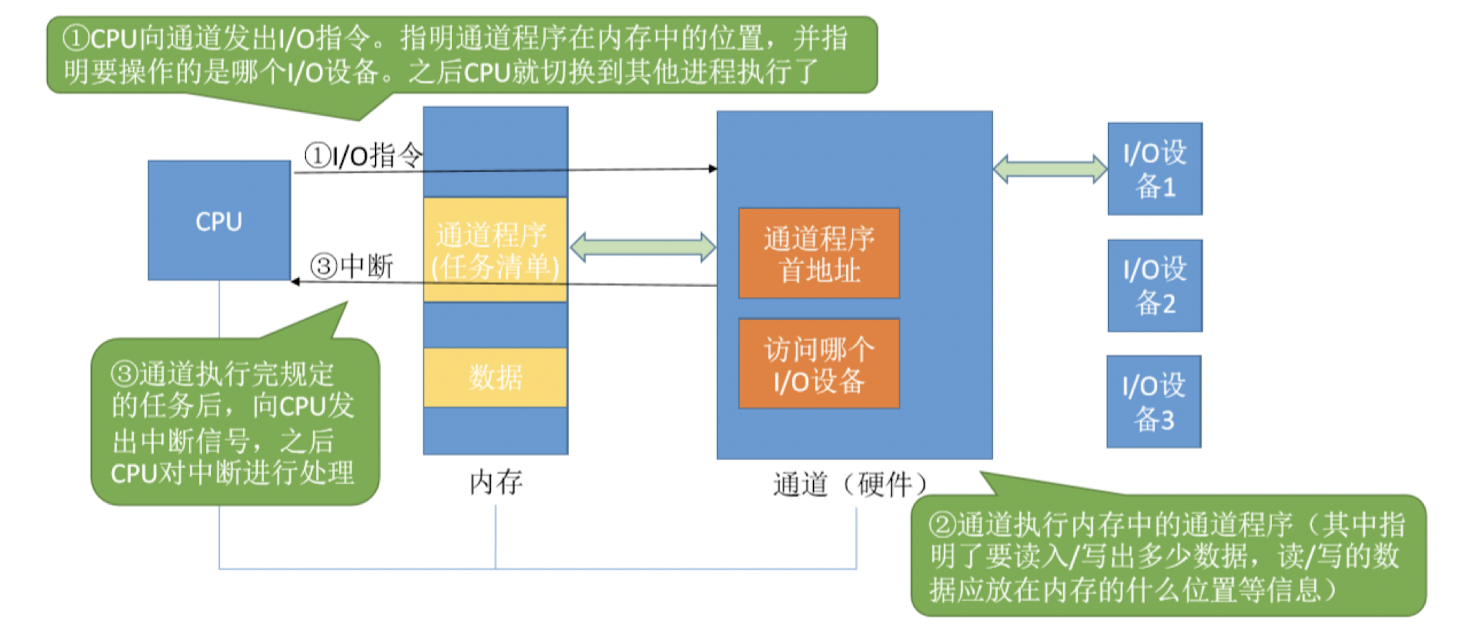 ①CPU向通道发出I/O指令。指明通道程序在内存中的位置，并指
明要操作的是哪个I/O设备。之后CPU就切换到其他进程执行了
①I/O指令
CPU
③中断
通道程序
(任务清单)
数据
内存
通道程序
首地址
访问哪个
I/O设备
通道（硬件）
I/O设
备1
I/O设
备2
I/O设
备3
③通道执行完规定
的任务后，向CPU发
出中断信号，之后
CPU对中断进行处理
②通道执行内存中的通道程序（其中指
明了要读入/写出多少数据，读/写的数
据应放在内存的什么位置等信息）